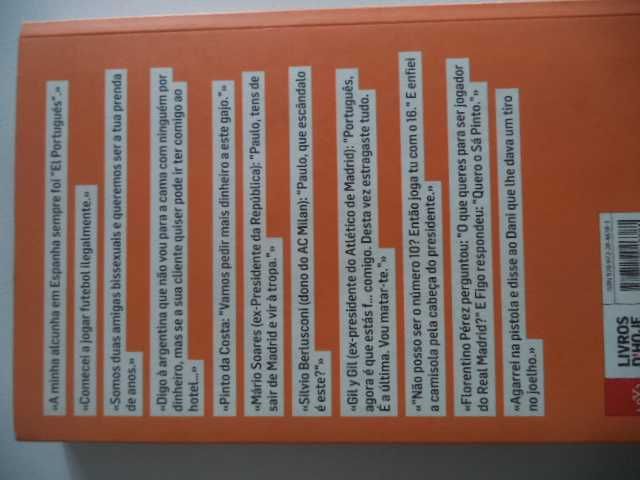 «A minha alcunha em Espanha sempre foi "El Portugués".»
«Comecei a jogar futebol ilegalmente.»
«Somos duas amigas bissexuais e queremos ser a tua prenda
de anos.»
«Digo à argentina que não vou para a cama com ninguém por
dinheiro, mas se a sua cliente quiser pode ir ter comigo ao
hotel...»
«Pinto da Costa: "Vamos pedir mais dinheiro a este gajo."»
«Mário Soares (ex-Presidente da República): "Paulo, tens de
sair de Madrid e vir à tropa."»
«Silvio Berlusconi (dono do AC Milan): "Paulo, que escândalo
é este?"»
«Gil y Gil (ex-presidente do Atlético de Madrid): "Português,
agora é que estás f... comigo. Desta vez estragaste tudo.
É a última. Vou matar-te."»
«"Não posso ser o número 10? Então joga tu com o 16." E enfiei
a camisola pela cabeça do presidente.»
«Florentino Pérez perguntou: "O que queres para ser jogador
do Real Madrid?" E Figo respondeu: "Quero o Sá Pinto."»
«Agarrei na pistola e disse ao Dani que lhe dava um tiro
no joelho.»
LIVROS
D'HOJE